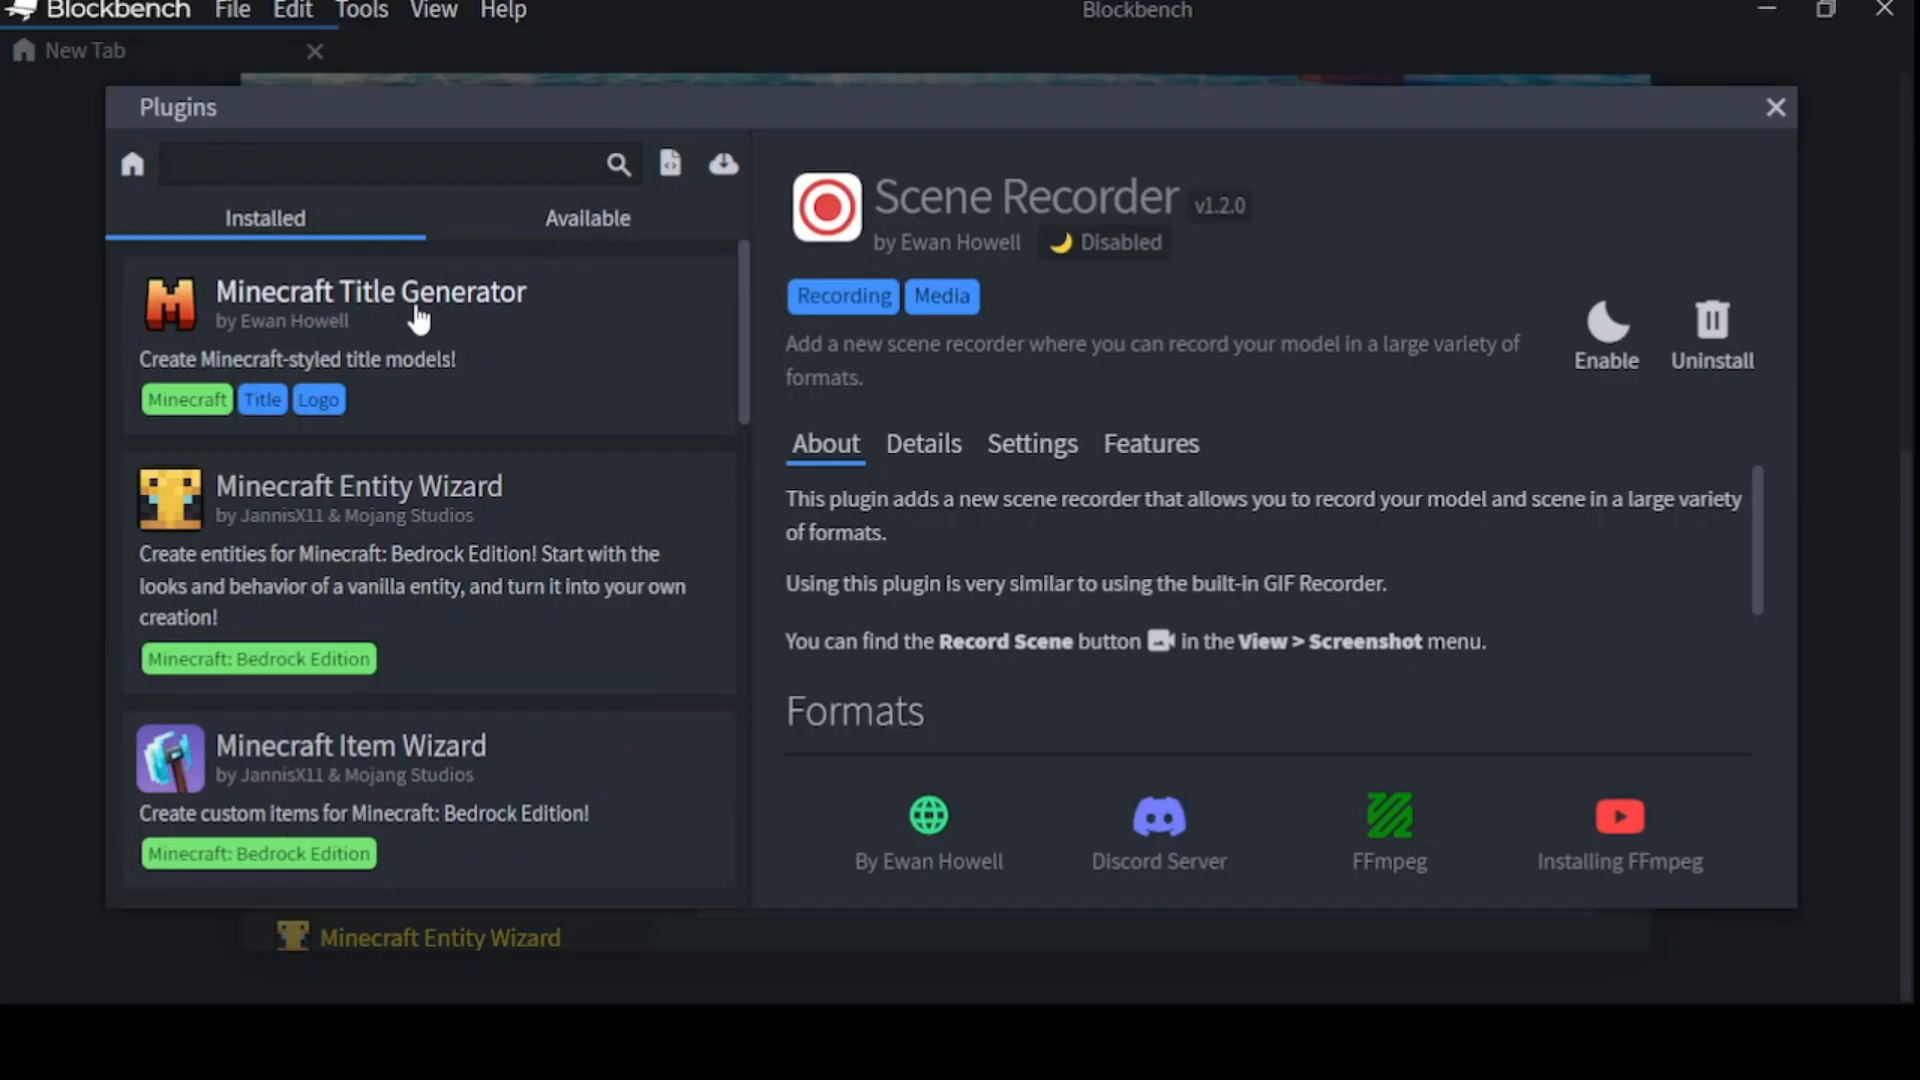 Blockbench File Edit Tools View Help Blockbench
New Tab
Plugins
Installed Available
Minecraft Title Generator
by Ewan Howell
Create Minecraft-styled title models!
Minecraft Title Logo
Minecraft Entity Wizard
by JannisX11 & Mojang Studios
Create entities for Minecraft: Bedrock Edition! Start with the
looks and behavior of a vanilla entity, and turn it into your own
creation!
Minecraft: Bedrock Edition
Minecraft Item Wizard
by JannisX11 & Mojang Studios
Create custom items for Minecraft: Bedrock Edition!
Minecraft: Bedrock Edition
Scene Recorder v1.2.0
by Ewan Howell Disabled
Recording Media
Add a new scene recorder where you can record your model in a large variety of
formats.
Enable Uninstall
About Details Settings Features
This plugin adds a new scene recorder that allows you to record your model and scene in a large variety
of formats.
Using this plugin is very similar to using the built-in GIF Recorder.
You can find the Record Scene button in the View > Screenshot menu.
Formats
By Ewan Howell Discord Server FFmpeg Installing FFmpeg
Minecraft Entity Wizard